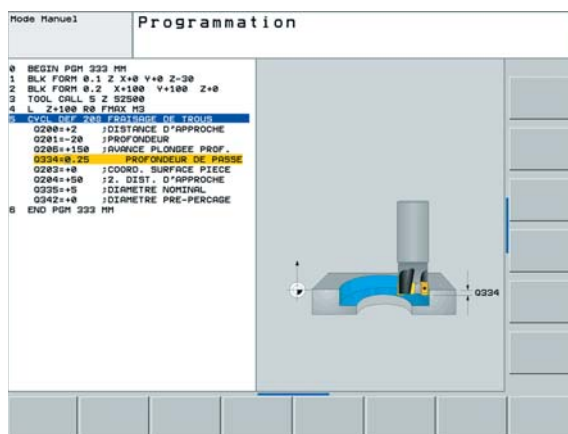 Mode Manuel
Programmation
0 BEGIN PGM 333 MM
1 BLK FORM 0.1 Z X+0 Y+0 Z-30
2 BLK FORM 0.2 X+100 Y+100 Z+0
3 TOOL CALL 5 Z S2500
4 L Z+100 R0 FMAX M3
5 CYCL DEF 208 FRAISAGE DE TROUS
Q200=+2 ;DISTANCE D'APPROCHE
Q201=-20 ;PROFONDEUR
Q206=+150 ;AVANCE PLONGEE PROF.
Q334=0.25 PROFONDEUR DE PASSE
Q203=+0 ;COORD. SURFACE PIECE
Q204=+50 ;2. DIST. D'APPROCHE
Q335=+5 ;DIAMETRE NOMINAL
Q342=+0 ;DIAMETRE PRE-PERCAGE
6 END PGM 333 MM
Q334